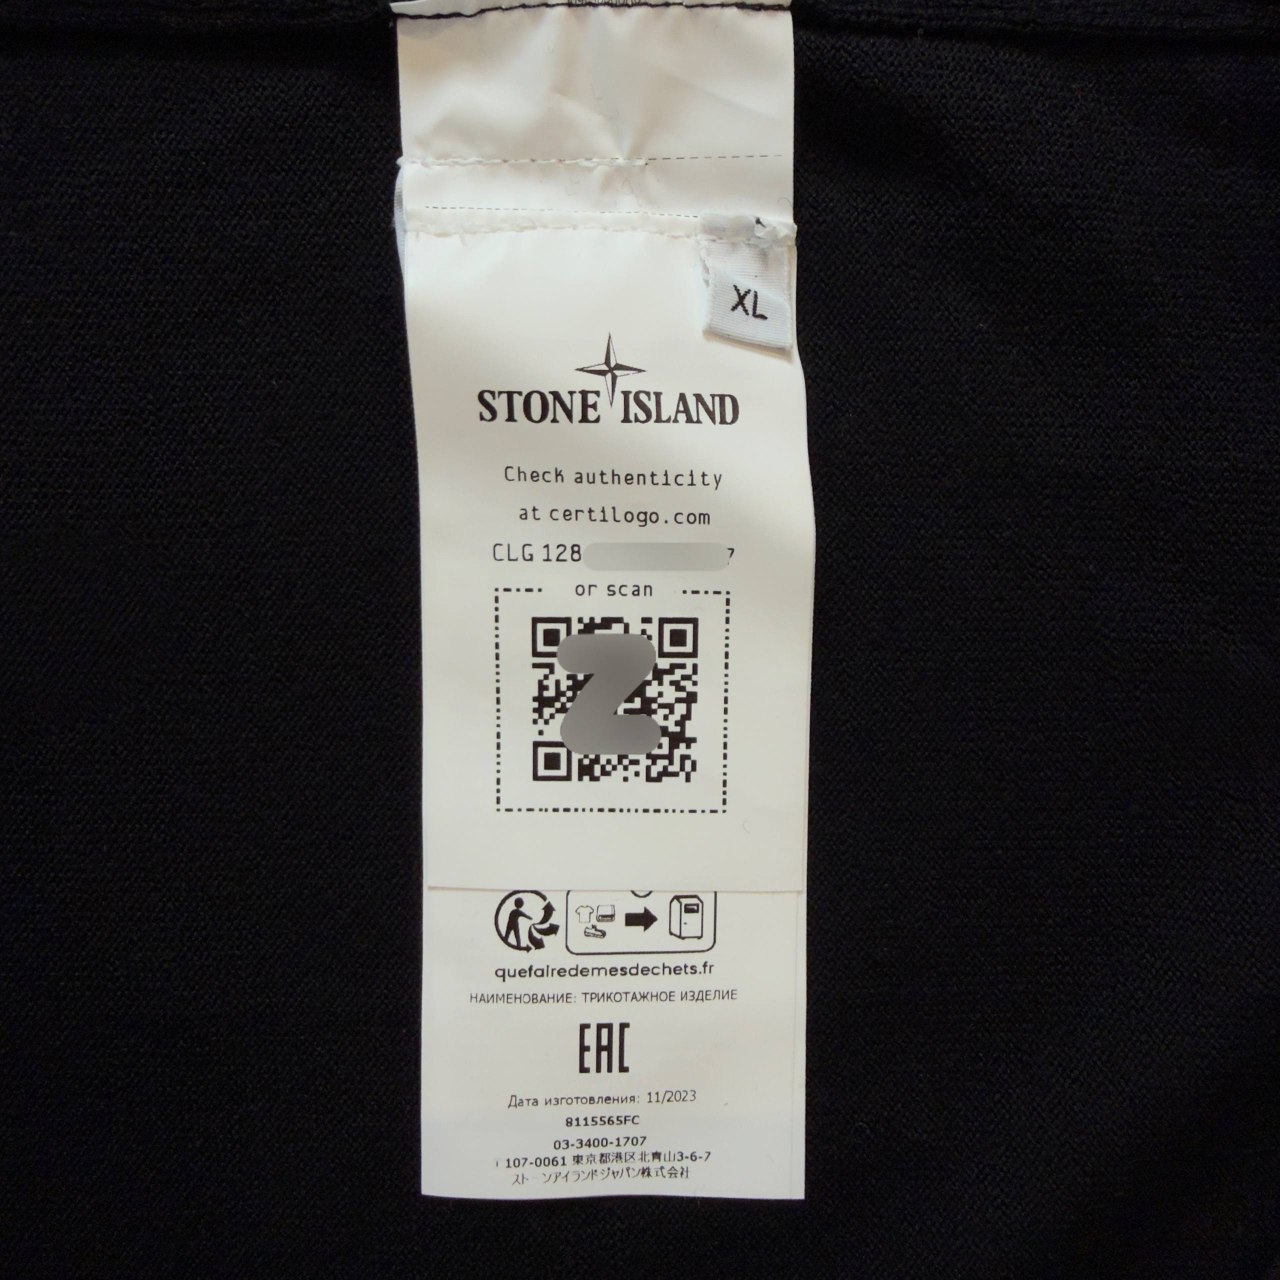 XL
STONE ISLAND
Check authenticity
at certilogo.com
CLG 128 7
or scan
quefairedemesdechets.fr
НАИМЕНОВАНИЕ: ТРИКОТАЖНОЕ ИЗДЕЛИЕ
EAC
Дата изготовления: 11/2023
8115565FC
03-3400-1707
〒107-0061 東京都港区北青山3-6-7
ストーンアイランドジャパン株式会社